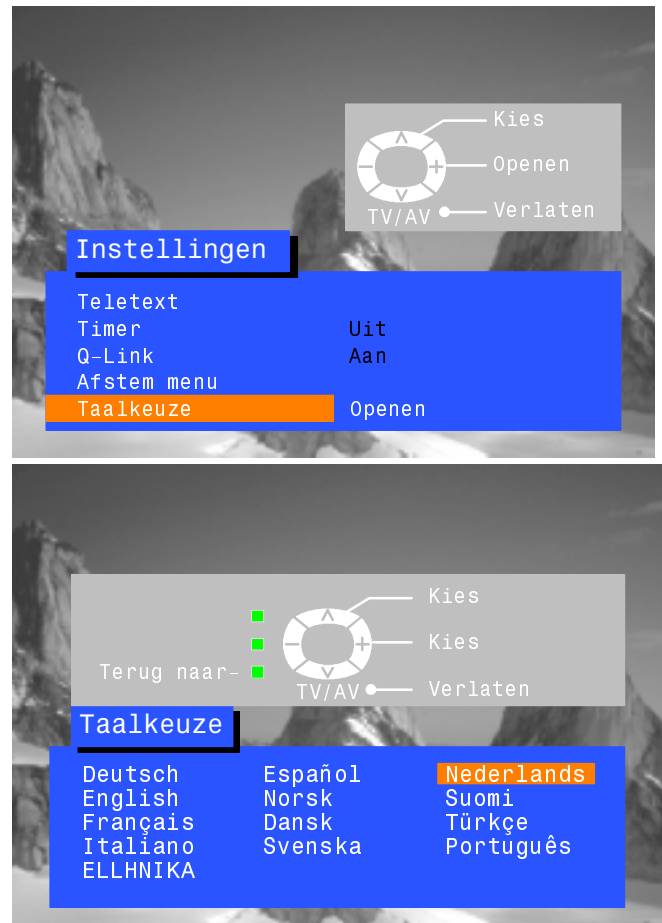 Kies
Openen
TV/AV Verlaten
Instellingen
Teletext
Timer Uit
Q-Link Aan
Afstem menu
Taalkeuze Openen
Kies
Kies
Terug naar-
TV/AV Verlaten
Taalkeuze
Deutsch Español Nederlands
English Norsk Suomi
Français Dansk Türkçe
Italiano Svenska Português
ELLHNIKA